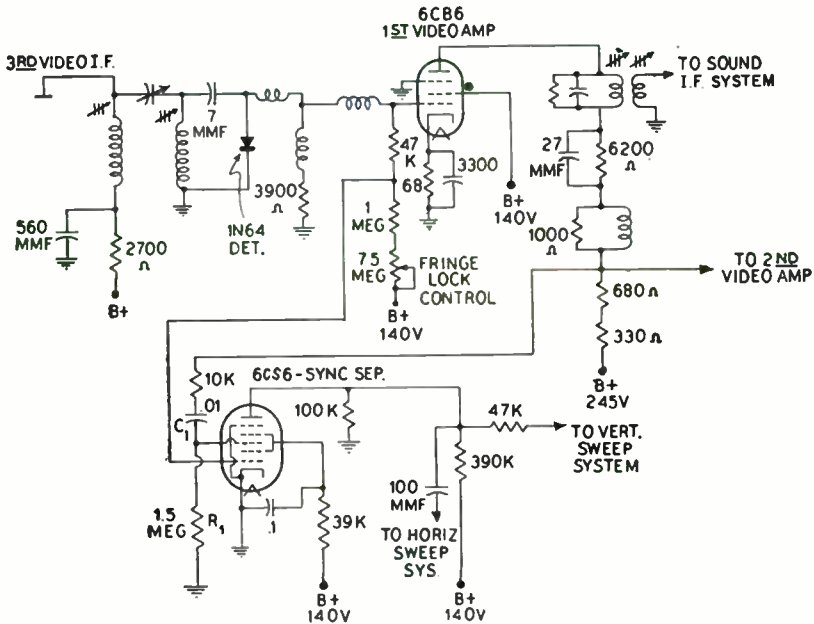 6CB6
1ST VIDEO AMP
3RD VIDEO I.F.
TO SOUND
I.F. SYSTEM
7
MMF
47
K
68
3300
27
MMF
6200
Ω
3900
Ω
1N64
DET.
560
MMF
2700
Ω
B+
1
MEG
7.5
MEG
FRINGE
LOCK
CONTROL
B+
140V
B+
140V
1000
Ω
TO 2ND
VIDEO AMP
680Ω
330Ω
B+
245V
10K
6CS6-SYNC SEP.
.01
C1
100K
47K
TO VERT.
SWEEP
SYSTEM
390K
100
MMF
TO HORIZ
SWEEP
SYS.
1.5
MEG
R1
.1
39K
B+
140V
B+
140V